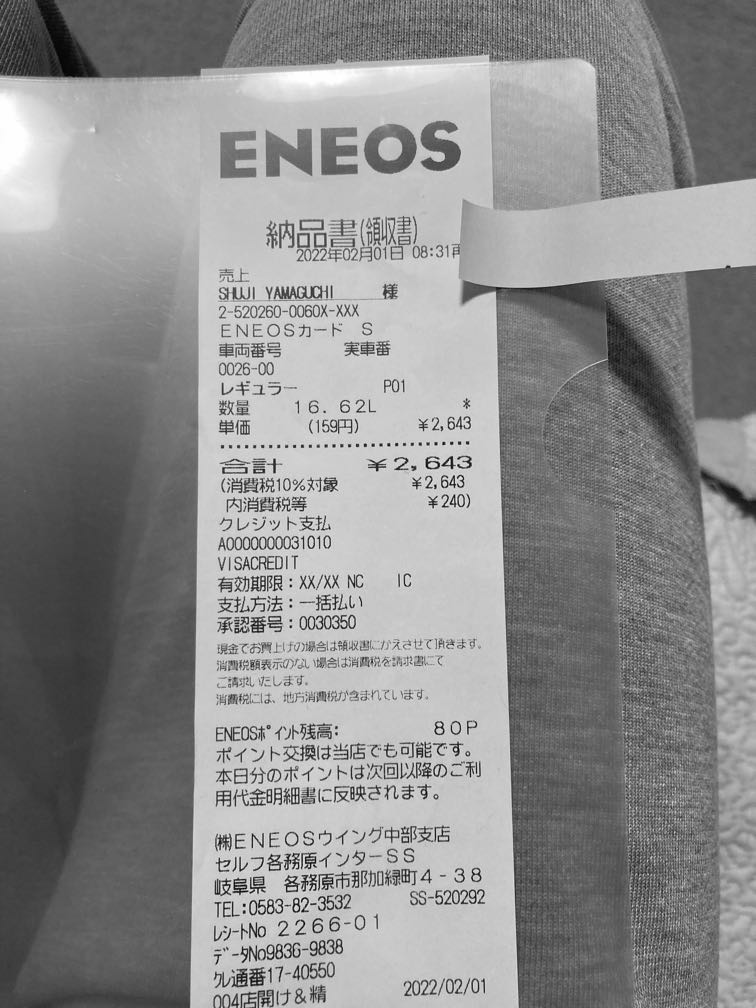 ENEOS
納品書(領収書)
2022年02月01日 08:31再
売上
SHUJI YAMAGUCHI 様
2-520260-0060X-XXX
ENEOSカード S
車両番号 実車番
0026-00
レギュラー P01
数量 16.62L *
単価 (159円) ¥2,643
合計 ¥2,643
(消費税10%対象 ¥2,643
内消費税等 ¥240)
クレジット支払
A0000000031010
VISACREDIT
有効期限:XX/XX NC IC
支払方法:一括払い
承認番号:0030350
現金でお買上げの場合は領収書にかえさせて頂きます。
消費税額表示のない場合は消費税を請求書にて
ご請求いたします。
消費税には、地方消費税が含まれています。
ENEOSポイント残高: 80P
ポイント交換は当店でも可能です。
本日分のポイントは次回以降のご利
用代金明細書に反映されます。
㈱ENEOSウイング中部支店
セルフ各務原インターSS
岐阜県 各務原市那加緑町4-38
TEL:0583-82-3532 SS-520292
レシートNo 2266-01
データNo9836-9838
クレ通番17-40550
004店開け&精 2022/02/01